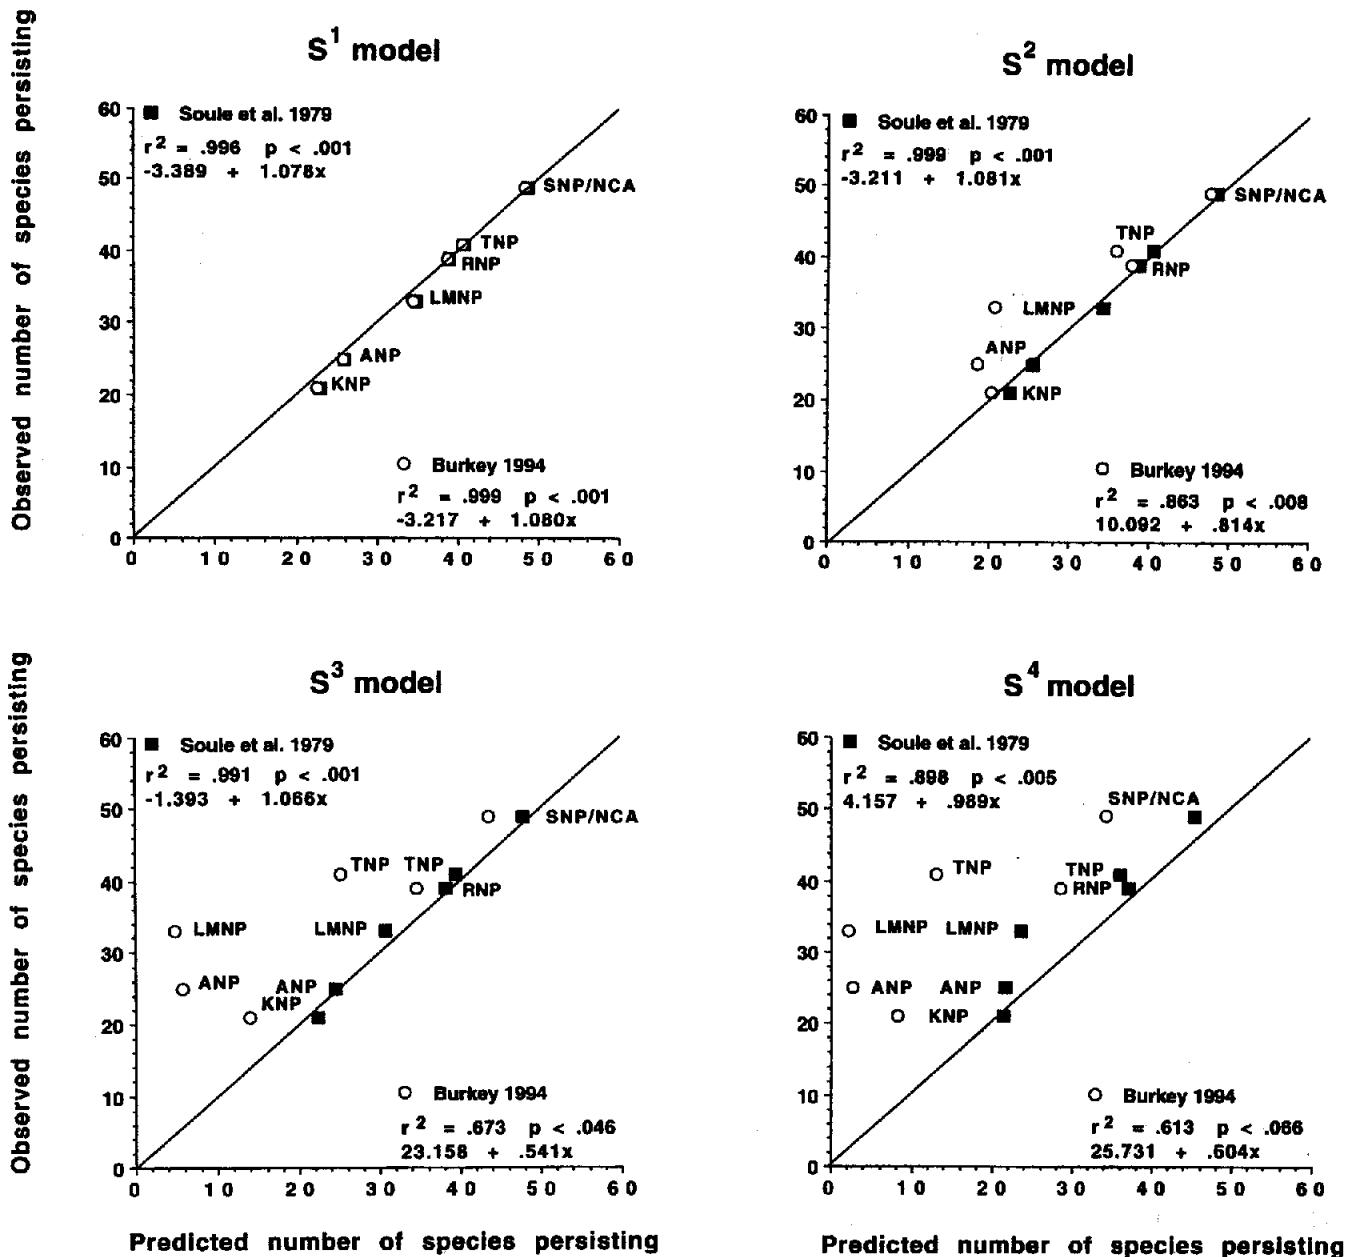 S1 model
Observed number of species persisting
60
50
40
30
20
10
0
Soule et al. 1979
r2 = .996 p < .001
-3.389 + 1.078x
SNP/NCA
TNP
RNP
LMNP
ANP
KNP
Burkey 1994
r2 = .999 p < .001
-3.217 + 1.080x
0 10 20 30 40 50 60
S2 model
60
50
40
30
20
10
0
Soule et al. 1979
r2 = .999 p < .001
-3.211 + 1.081x
SNP/NCA
TNP
RNP
LMNP
ANP
KNP
Burkey 1994
r2 = .863 p < .008
10.092 + .814x
0 10 20 30 40 50 60
S3 model
Observed number of species persisting
60
50
40
30
20
10
0
Soule et al. 1979
r2 = .991 p < .001
-1.393 + 1.066x
SNP/NCA
TNP TNP
RNP
LMNP LMNP
ANP ANP
KNP
Burkey 1994
r2 = .673 p < .046
23.158 + .541x
0 10 20 30 40 50 60
Predicted number of species persisting
S4 model
60
50
40
30
20
10
0
Soule et al. 1979
r2 = .898 p < .005
4.157 + .989x
SNP/NCA
TNP TNP
RNP
LMNP LMNP
ANP ANP
KNP
Burkey 1994
r2 = .613 p < .066
25.731 + .604x
0 10 20 30 40 50 60
Predicted number of species persisting